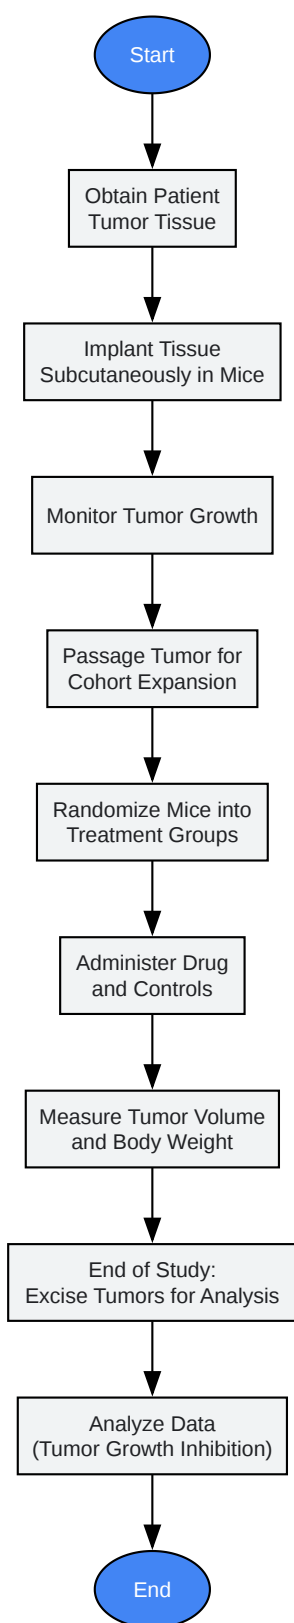 Start
Obtain Patient
Tumor Tissue
Implant Tissue
Subcutaneously in Mice
Monitor Tumor Growth
Passage Tumor for
Cohort Expansion
Randomize Mice into
Treatment Groups
Administer Drug
and Controls
Measure Tumor Volume
and Body Weight
End of Study:
Excise Tumors for Analysis
Analyze Data
(Tumor Growth Inhibition)
End